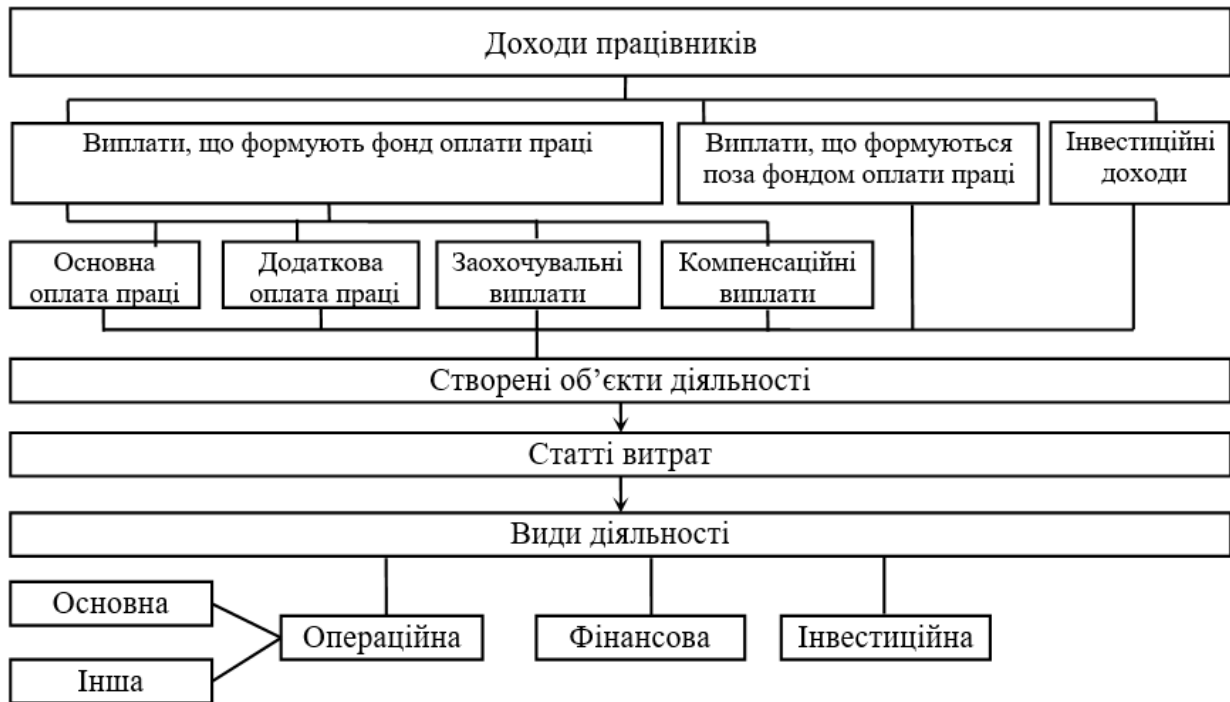 Доходи працівників
Виплати, що формують фонд оплати праці
Виплати, що формуються
поза фондом оплати праці
Інвестиційні
доходи
Основна
оплата праці
Додаткова
оплата праці
Заохочувальні
виплати
Компенсаційні
виплати
Створені об’єкти діяльності
Статті витрат
Види діяльності
Основна
Операційна
Фінансова
Інвестиційна
Інша